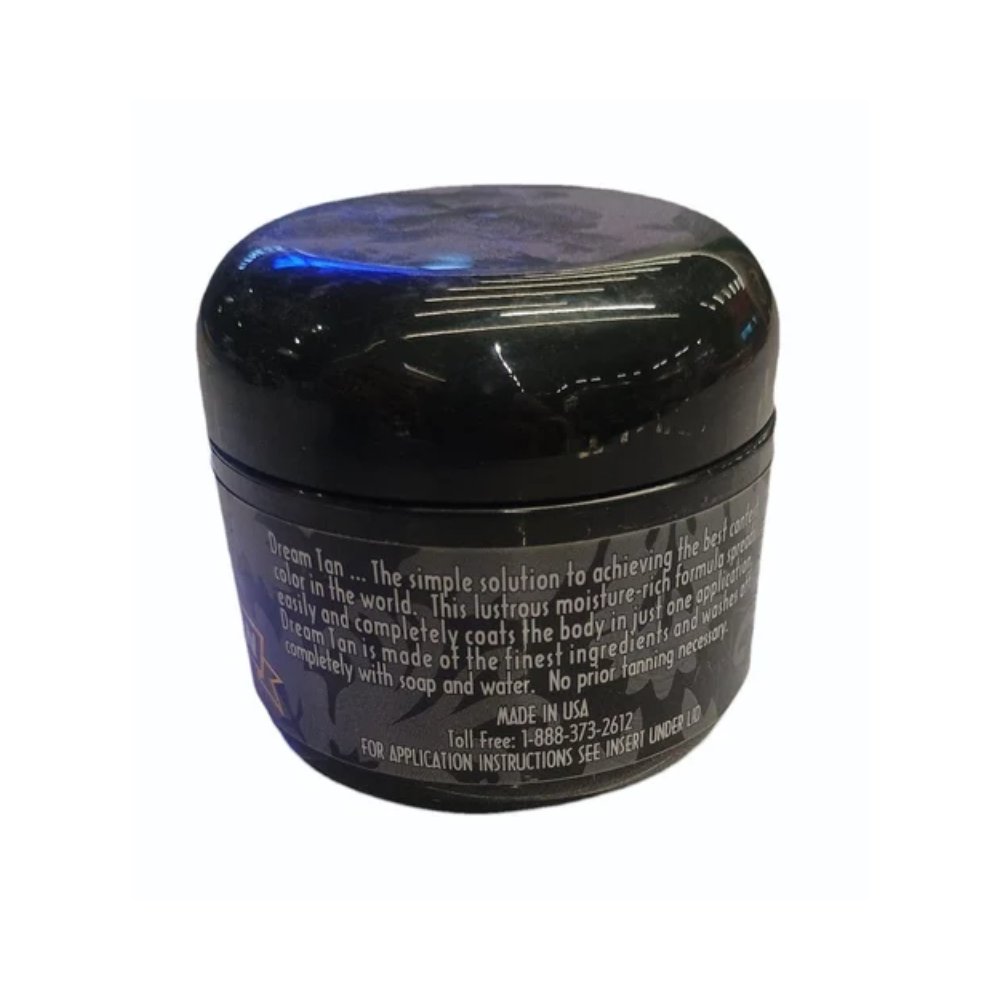 Dream Tan ... The simple solution to achieving the best contest
color in the world. This lustrous moisture-rich formula spreads
easily and completely coats the body in just one application.
Dream Tan is made of the finest ingredients and washes off
completely with soap and water. No prior tanning necessary.
MADE IN USA
Toll Free: 1-888-373-2612
FOR APPLICATION INSTRUCTIONS SEE INSERT UNDER LID